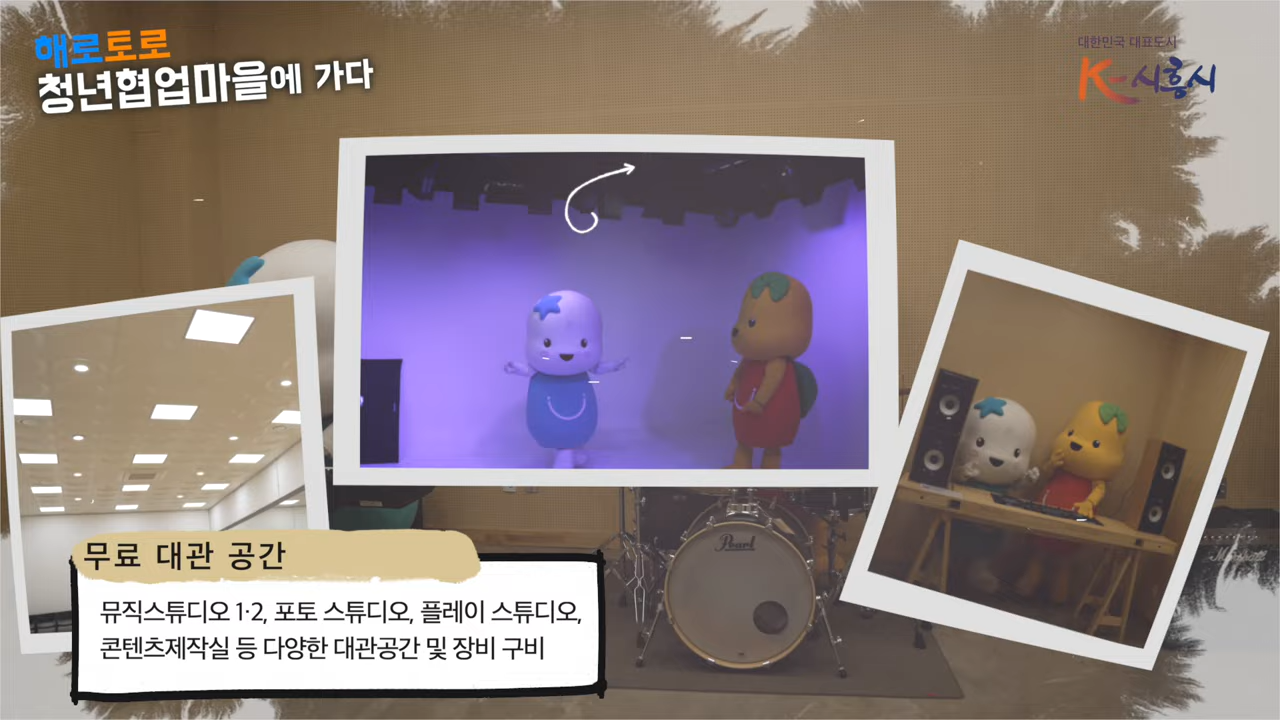 해로토로
청년협업마을에 가다
대한민국 대표도시
K-시흥시
Pearl
무료 대관 공간
뮤직스튜디오 1·2, 포토 스튜디오, 플레이 스튜디오,
콘텐츠제작실 등 다양한 대관공간 및 장비 구비